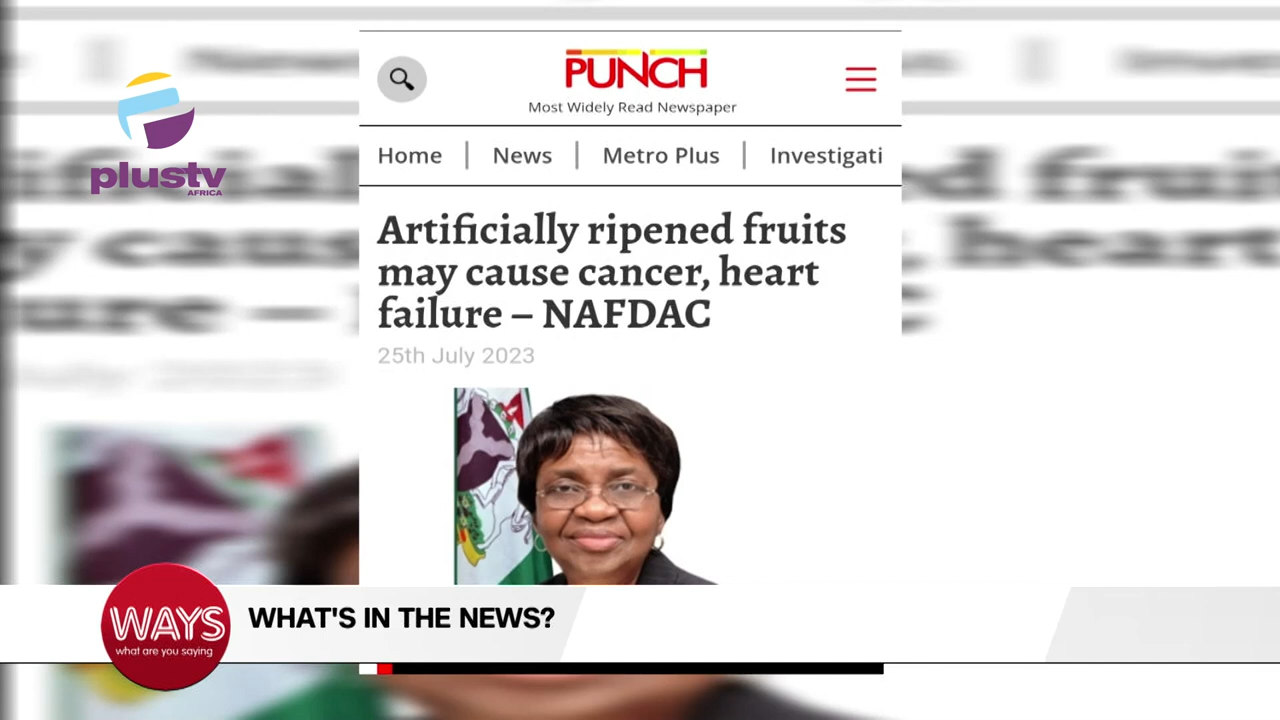 PUNCH
Most Widely Read Newspaper
plustv
AFRICA
Home | News | Metro Plus | Investigati
Artificially ripened fruits
may cause cancer, heart
failure – NAFDAC
25th July 2023
WAYS
what are you saying
WHAT'S IN THE NEWS?